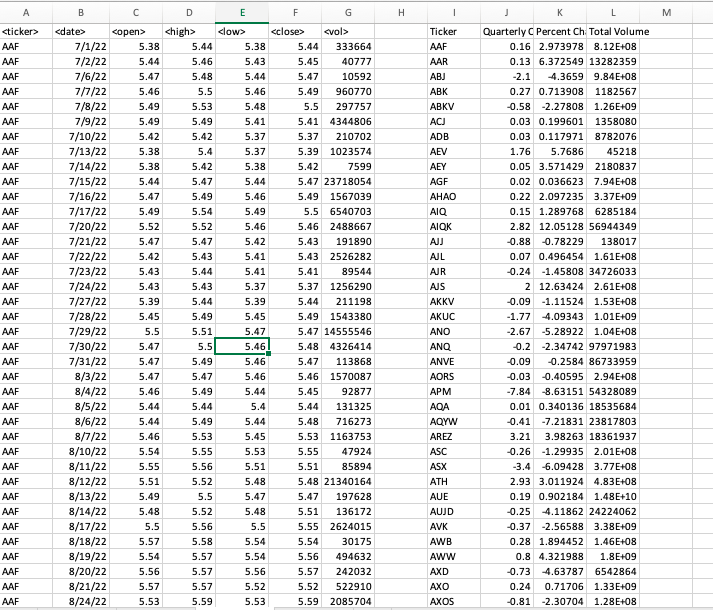 A B C D E F G H I J K L M
<ticker> <date> <open> <high> <low> <close> <vol> Ticker Quarterly C Percent Ch Total Volume
AAF 7/1/22 5.38 5.44 5.38 5.44 333664 AAF 0.16 2.973978 8.12E+08
AAF 7/2/22 5.44 5.46 5.43 5.45 40777 AAR 0.13 6.372549 13282359
AAF 7/6/22 5.47 5.48 5.44 5.47 10592 ABJ -2.1 -4.3659 9.84E+08
AAF 7/7/22 5.46 5.5 5.46 5.49 960770 ABK 0.27 0.713908 1182567
AAF 7/8/22 5.49 5.53 5.48 5.5 297757 ABKV -0.58 -2.27808 1.26E+09
AAF 7/9/22 5.49 5.49 5.41 5.41 4344806 ACJ 0.03 0.199601 1358080
AAF 7/10/22 5.42 5.42 5.37 5.37 210702 ADB 0.03 0.117971 8782076
AAF 7/13/22 5.38 5.4 5.37 5.39 1023574 AEV 1.76 5.7686 45218
AAF 7/14/22 5.38 5.42 5.38 5.42 7599 AEY 0.05 3.571429 2180837
AAF 7/15/22 5.44 5.47 5.44 5.47 23718054 AGF 0.02 0.036623 7.94E+08
AAF 7/16/22 5.47 5.49 5.46 5.49 1567039 AHAO 0.22 2.097235 3.37E+09
AAF 7/17/22 5.49 5.54 5.49 5.5 6540703 AIQ 0.15 1.289768 6285184
AAF 7/20/22 5.52 5.52 5.46 5.46 2488667 AIQK 2.82 12.05128 56944349
AAF 7/21/22 5.47 5.47 5.42 5.43 191890 AJJ -0.88 -0.78229 138017
AAF 7/22/22 5.42 5.43 5.41 5.43 2526282 AJL 0.07 0.496454 1.61E+08
AAF 7/23/22 5.43 5.44 5.41 5.41 89544 AJR -0.24 -1.45808 34726033
AAF 7/24/22 5.43 5.43 5.37 5.37 1256290 AJS 2 12.63424 2.61E+08
AAF 7/27/22 5.39 5.44 5.39 5.44 211198 AKKV -0.09 -1.11524 1.53E+08
AAF 7/28/22 5.45 5.49 5.45 5.49 1543380 AKUC -1.77 -4.09343 1.01E+09
AAF 7/29/22 5.5 5.51 5.47 5.47 14555546 ANO -2.67 -5.28922 1.04E+08
AAF 7/30/22 5.47 5.5 5.46 5.48 4326414 ANQ -0.2 -2.34742 97971983
AAF 7/31/22 5.47 5.49 5.46 5.47 113868 ANVE -0.09 -0.2584 86733959
AAF 8/3/22 5.47 5.47 5.46 5.46 1570087 AORS -0.03 -0.40595 2.94E+08
AAF 8/4/22 5.46 5.49 5.44 5.45 92877 APM -7.84 -8.63151 54328089
AAF 8/5/22 5.44 5.44 5.4 5.44 131325 AQA 0.01 0.340136 18535684
AAF 8/6/22 5.44 5.49 5.44 5.48 716273 AQYW -0.41 -7.21831 23817803
AAF 8/7/22 5.46 5.53 5.45 5.53 1163753 AREZ 3.21 3.98263 18361937
AAF 8/10/22 5.54 5.55 5.53 5.55 47924 ASC -0.26 -1.29935 2.01E+08
AAF 8/11/22 5.55 5.56 5.51 5.51 85894 ASX -3.4 -6.09428 3.77E+08
AAF 8/12/22 5.51 5.52 5.48 5.48 21340164 ATH 2.93 3.011924 4.83E+08
AAF 8/13/22 5.49 5.5 5.47 5.47 197628 AUE 0.19 0.902184 1.48E+10
AAF 8/14/22 5.48 5.52 5.48 5.51 136172 AUJD -0.25 -4.11862 24224062
AAF 8/17/22 5.5 5.56 5.5 5.55 2624015 AVK -0.37 -2.56588 3.38E+09
AAF 8/18/22 5.57 5.58 5.54 5.54 30175 AWB 0.28 1.894452 1.46E+08
AAF 8/19/22 5.54 5.57 5.54 5.56 494632 AWW 0.8 4.321988 1.8E+09
AAF 8/20/22 5.56 5.57 5.56 5.57 242032 AXD -0.73 -4.63787 6542864
AAF 8/21/22 5.57 5.57 5.52 5.52 522910 AXO 0.24 0.71706 1.33E+09
AAF 8/24/22 5.53 5.59 5.53 5.59 2085704 AXOS -0.81 -2.30704 1.28E+08